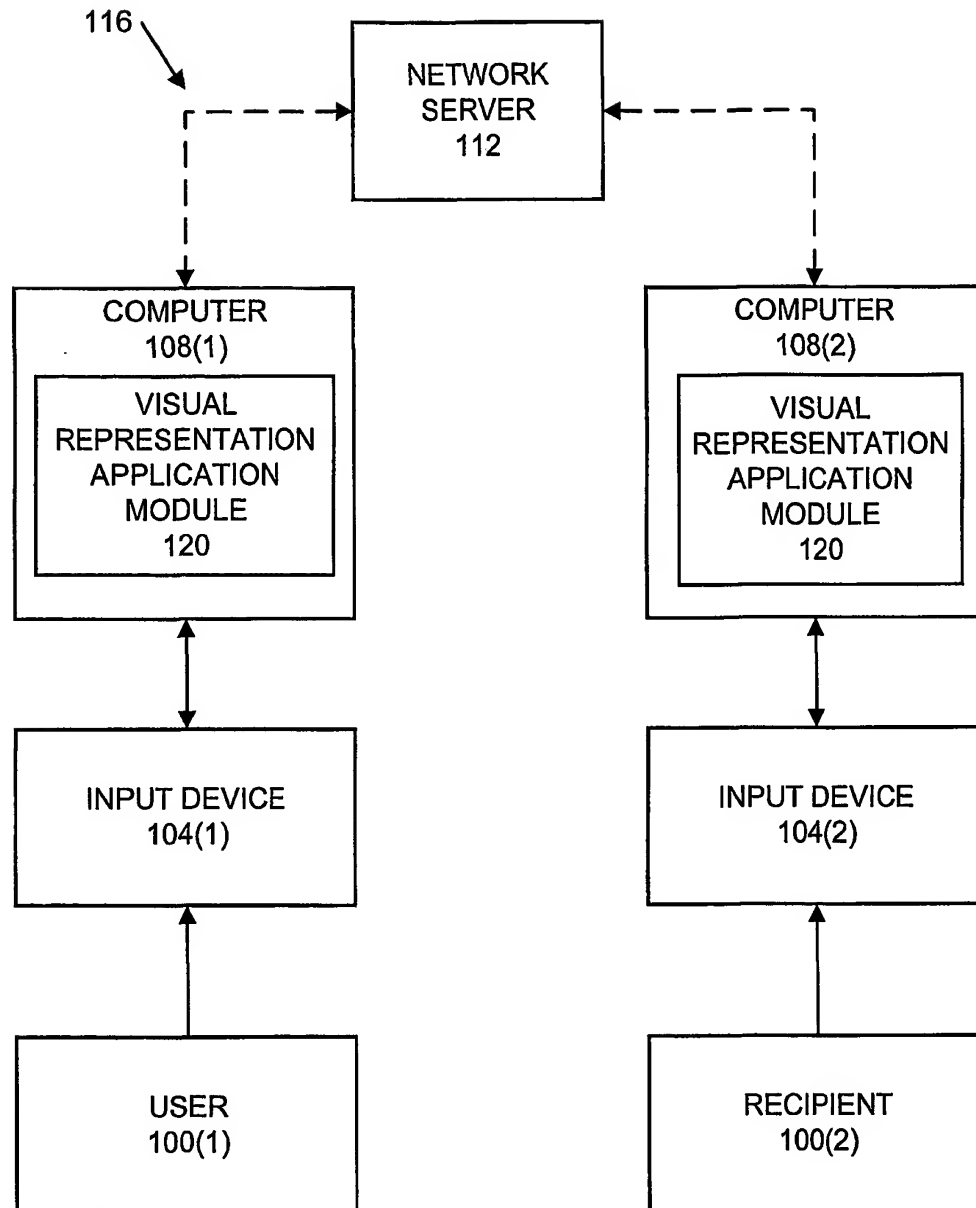 116
NETWORK
SERVER
112
COMPUTER
108(1)
VISUAL
REPRESENTATION
APPLICATION
MODULE
120
COMPUTER
108(2)
VISUAL
REPRESENTATION
APPLICATION
MODULE
120
INPUT DEVICE
104(1)
INPUT DEVICE
104(2)
USER
100(1)
RECIPIENT
100(2)